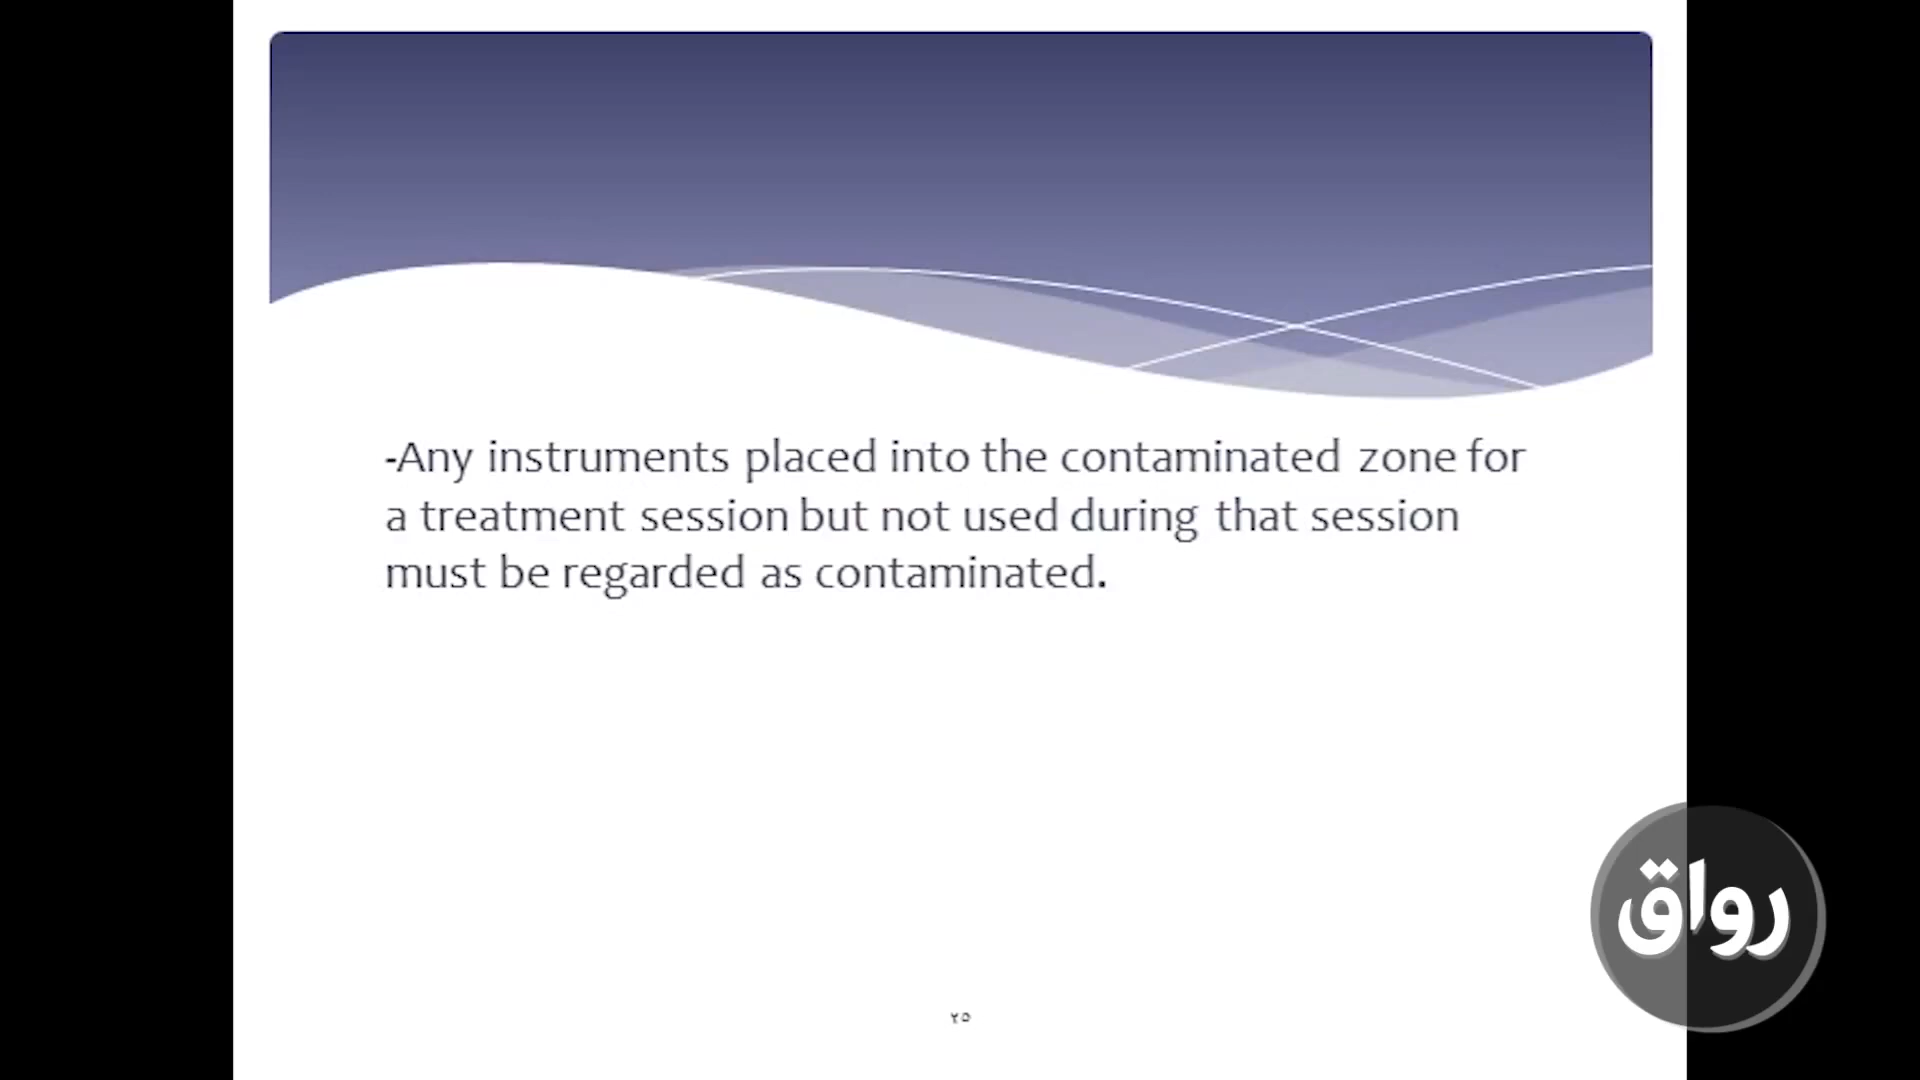 -Any instruments placed into the contaminated zone for
a treatment session but not used during that session
must be regarded as contaminated.
رواق
٢٥